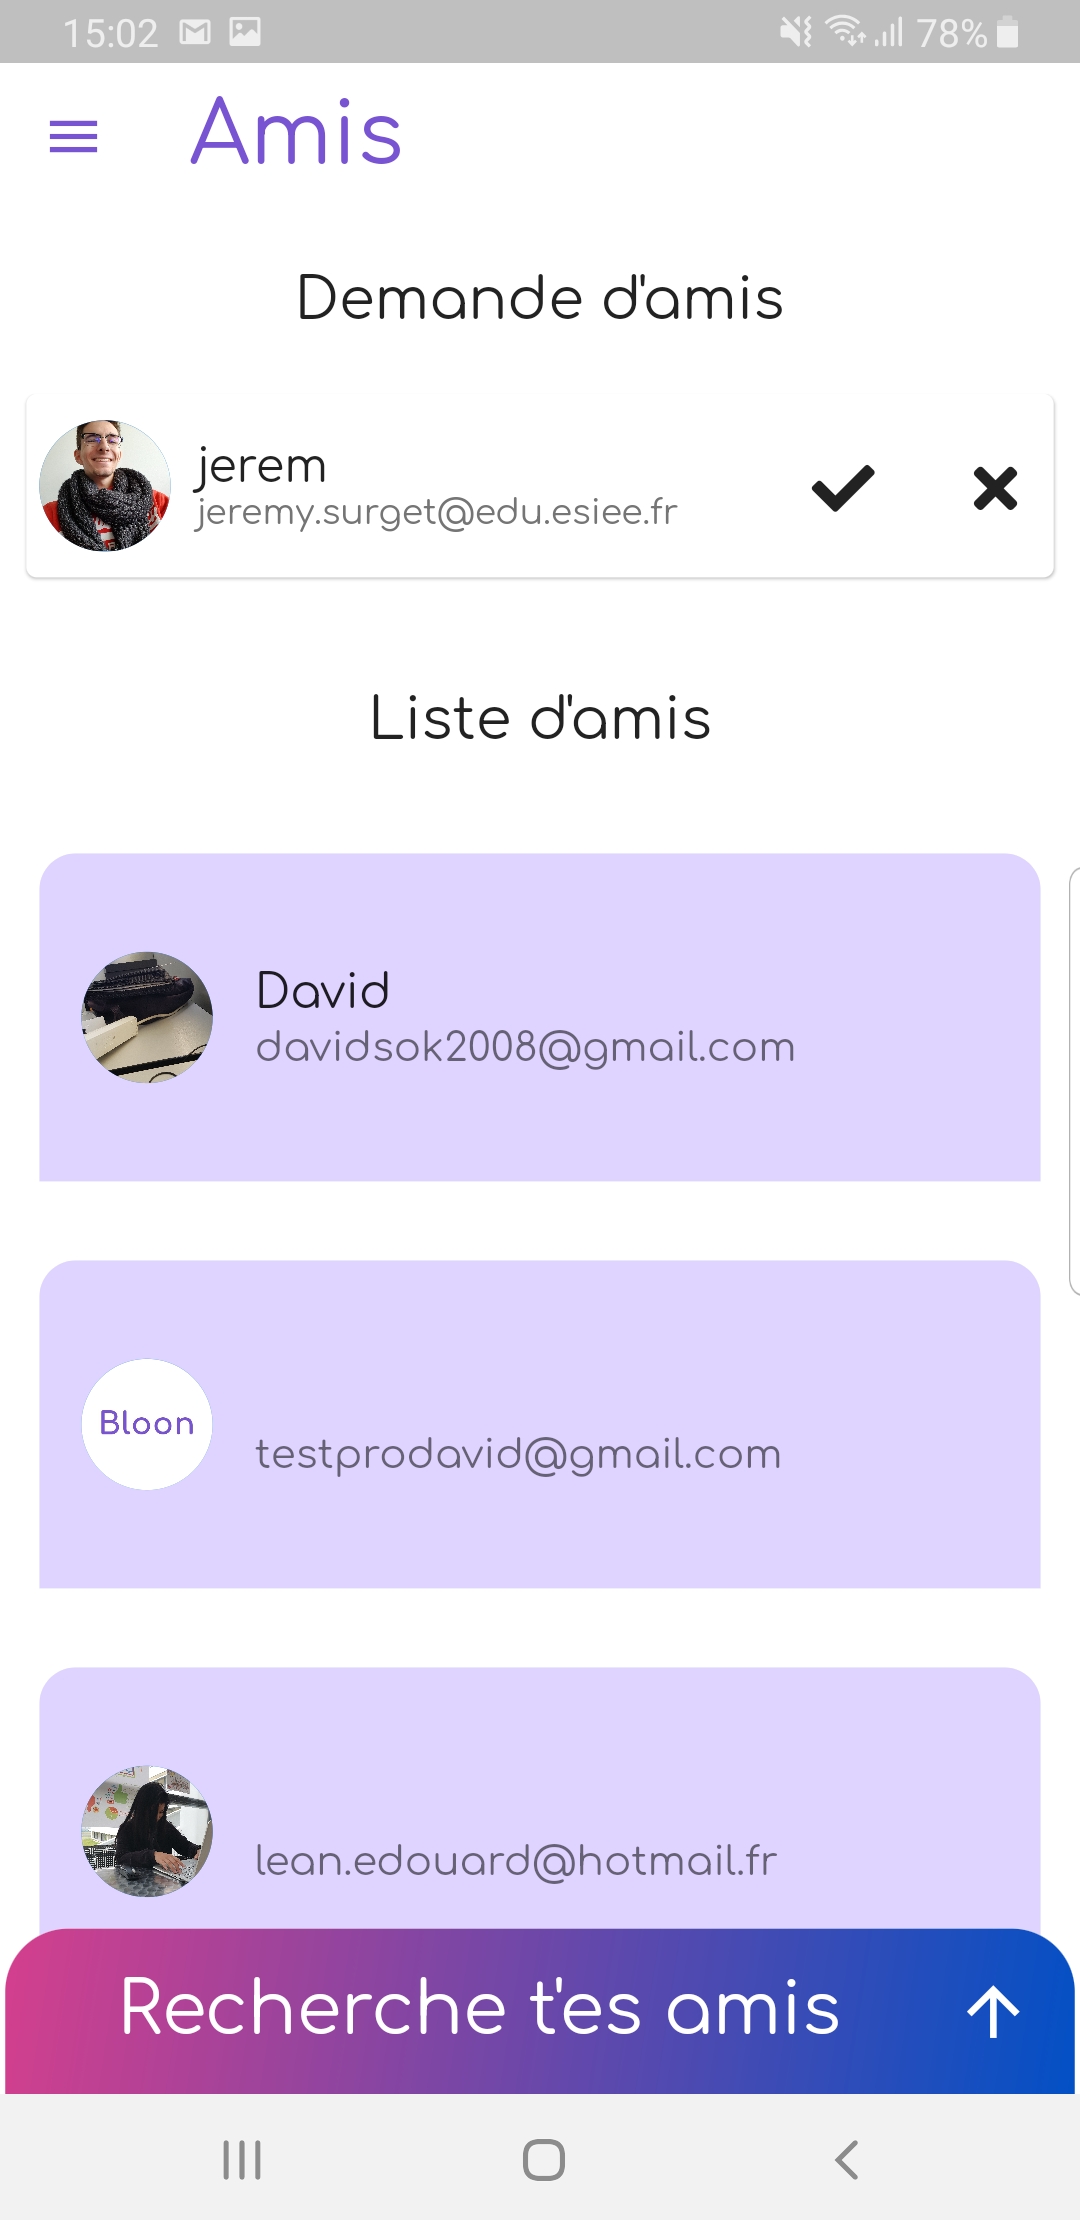 15:02
78%
Amis
Demande d'amis
jerem
jeremy.surget@edu.esiee.fr
Liste d'amis
David
davidsok2008@gmail.com
Bloon
testprodavid@gmail.com
lean.edouard@hotmail.fr
Recherche t'es amis